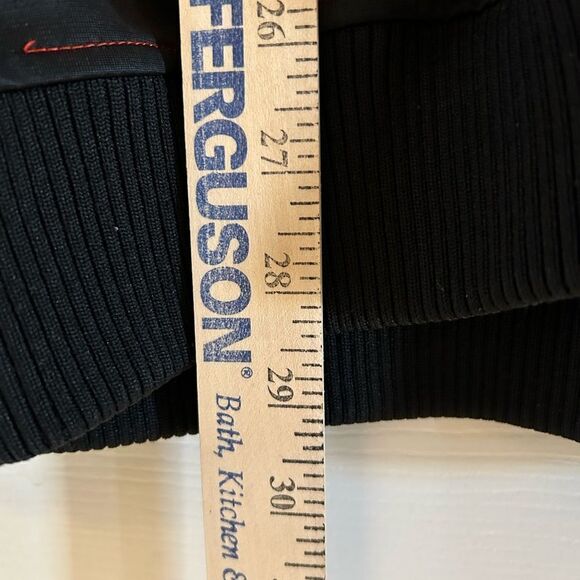 FERGUSON®
Bath, Kitchen &
26
27
28
29
30